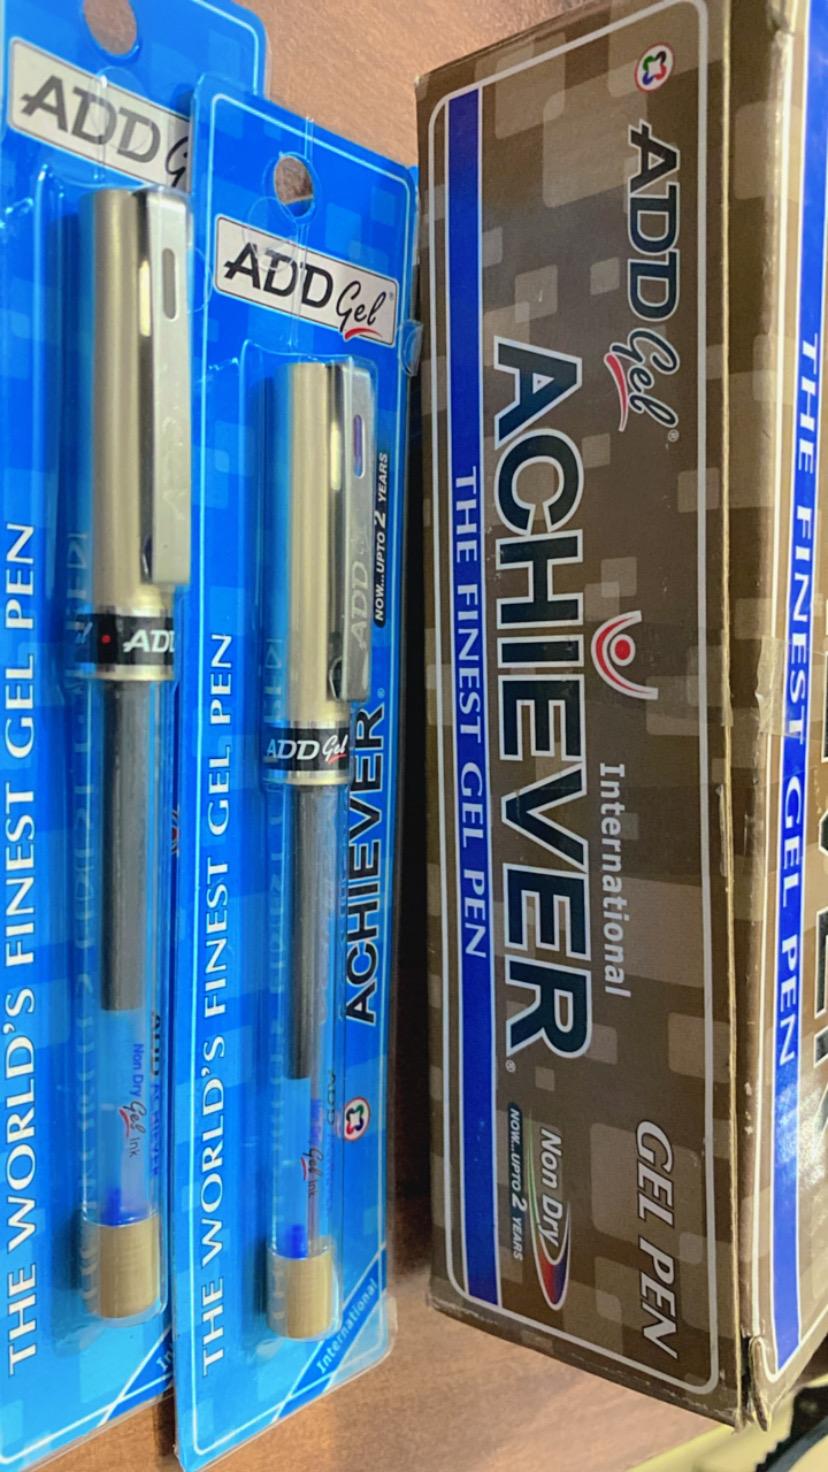 ADD G
ADD
THE WORLD'S FINEST GEL PEN
Non Dry Gel Ink
ADD Gel
NOW...UPTO 2 YEARS
ADD
ADD Gel
ACHIEVER
THE WORLD'S FINEST GEL PEN
Gel Ink
International
ADD Gel
ACHIEVER
International
THE FINEST GEL PEN
GEL PEN
Non Dry
NOW...UPTO 2 YEARS
THE FINEST GEL PEN